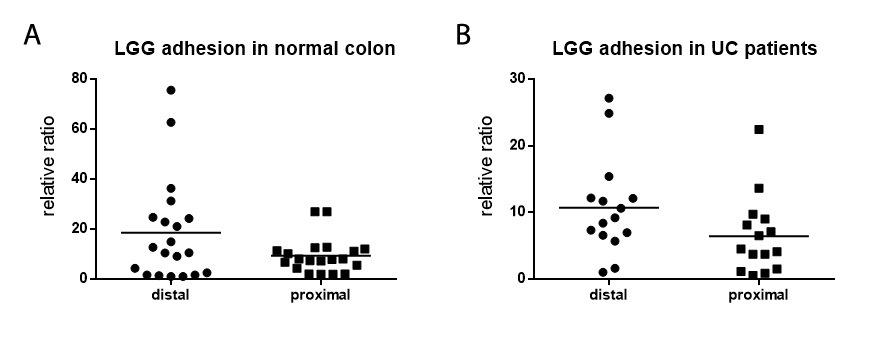 A
LGG adhesion in normal colon
relative ratio
80
60
40
20
0
distal
proximal
B
LGG adhesion in UC patients
relative ratio
30
20
10
0
distal
proximal